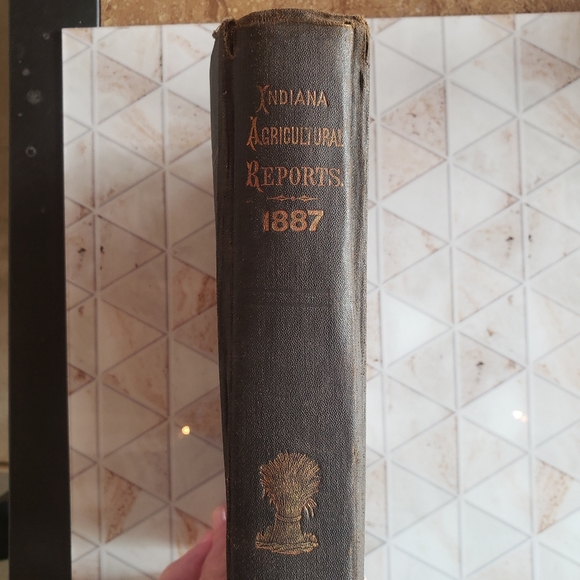 INDIANA
AGRICULTURAL
REPORTS.
1887